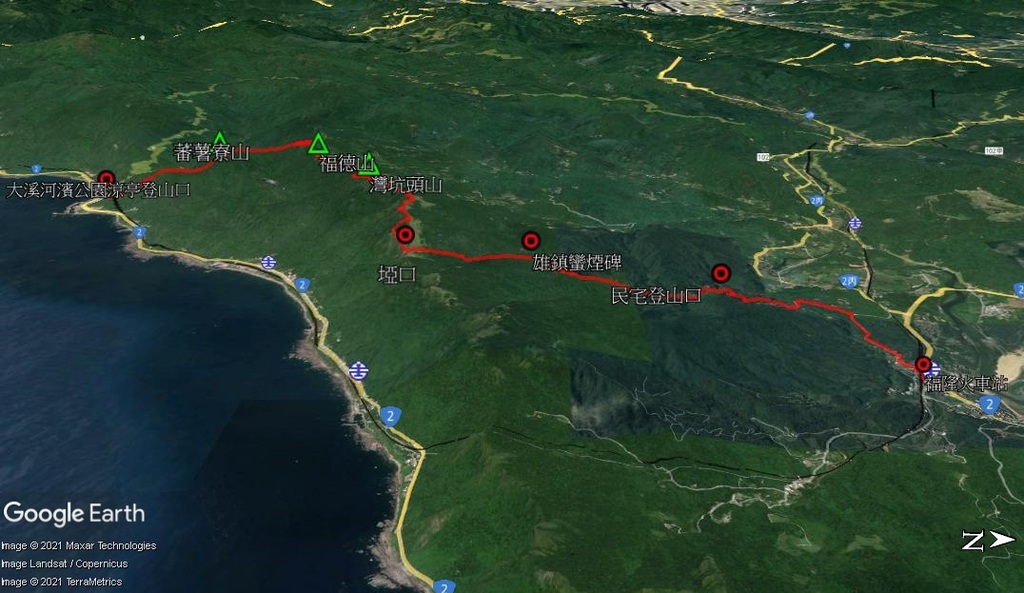 102
102甲
蕃薯寮山
福德山
2
大溪河濱公園涼亭登山口
灣坑頭山
2丙
2
埡口
雄鎮蠻煙碑
民宅登山口
2丙
2
2
福隆火車站
2
2
Google Earth
Image © 2021 Maxar Technologies
Image Landsat / Copernicus
Image © 2021 TerraMetrics
N
2